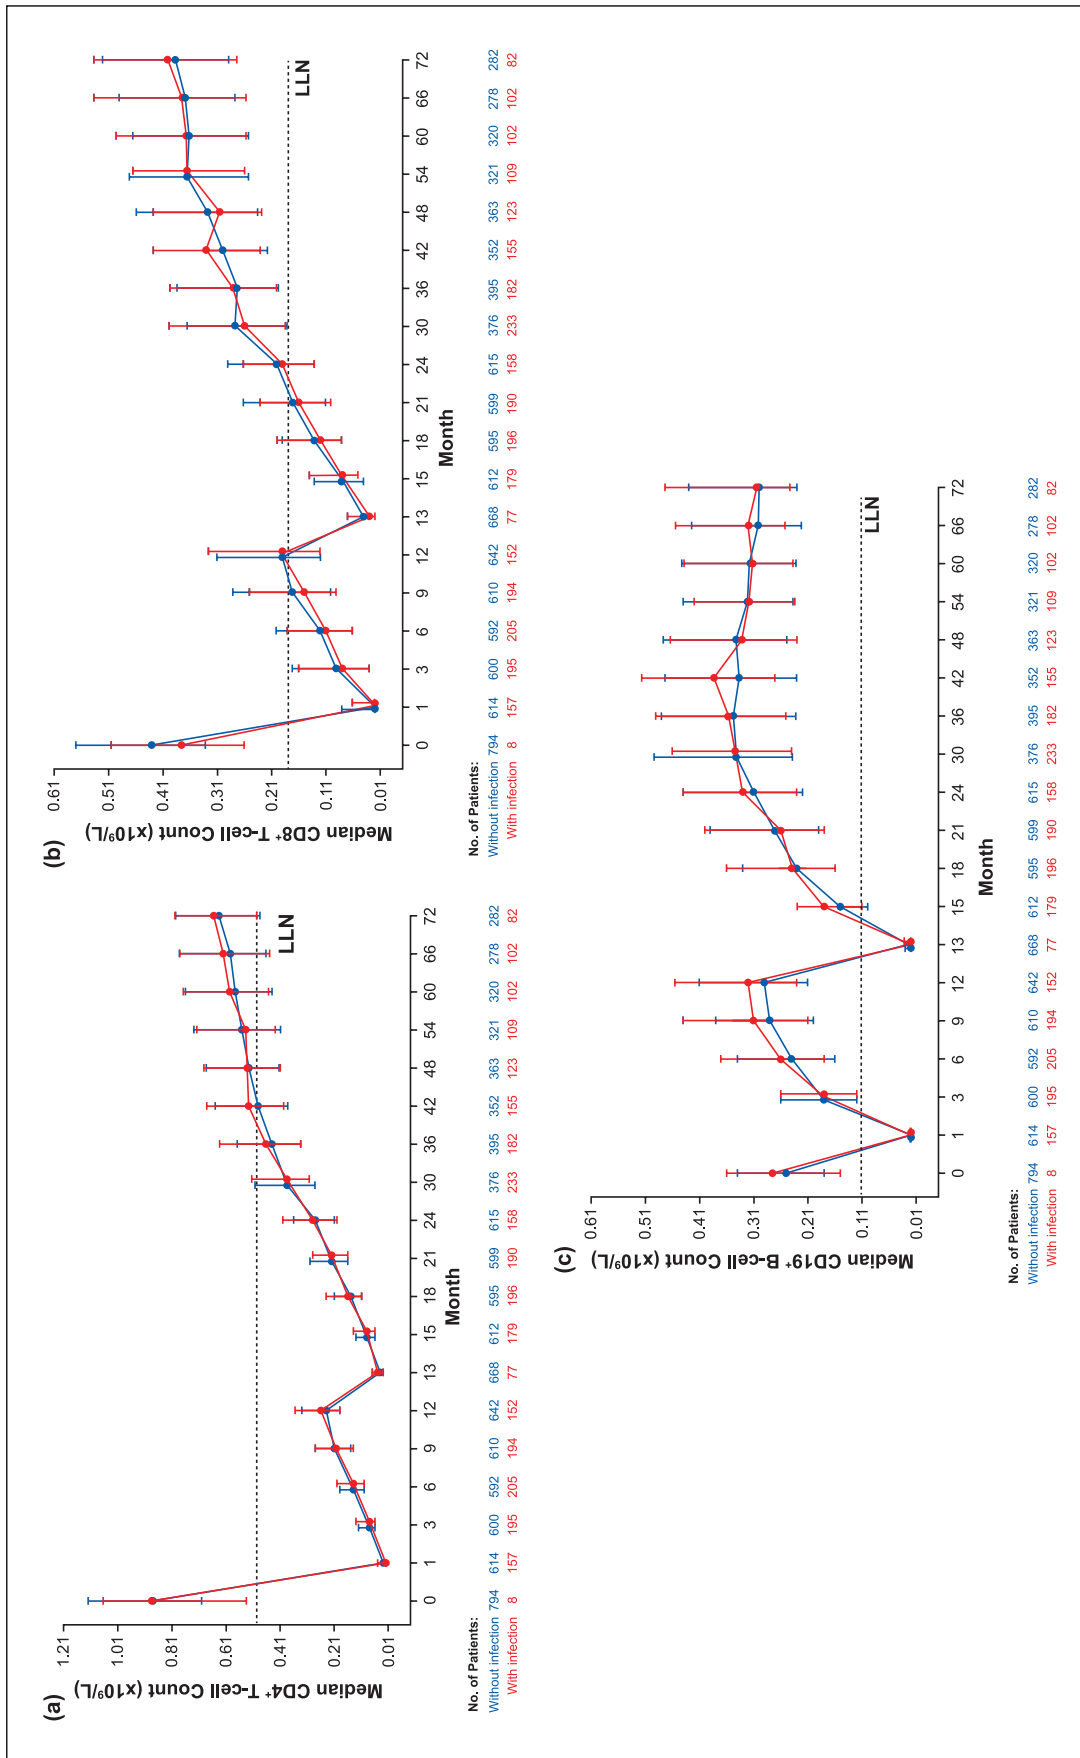 (a)
Median CD4+ T-cell Count (x10⁹/L)
1.21
1.01
0.81
0.61
0.41
0.21
0.01
LLN
0 1 3 6 9 12 13 15 18 21 24 30 36 42 48 54 60 66 72
Month
No. of Patients:
Without infection 794 614 600 592 610 642 668 612 595 599 615 376 395 352 363 321 320 278 282
With infection 8 157 195 205 194 152 77 179 196 190 158 233 182 155 123 109 102 102 82
(b)
Median CD8+ T-cell Count (x10⁹/L)
0.61
0.51
0.41
0.31
0.21
0.11
0.01
LLN
0 1 3 6 9 12 13 15 18 21 24 30 36 42 48 54 60 66 72
Month
No. of Patients:
Without infection 794 614 600 592 610 642 668 612 595 599 615 376 395 352 363 321 320 278 282
With infection 8 157 195 205 194 152 77 179 196 190 158 233 182 155 123 109 102 102 82
(c)
Median CD19+ B-cell Count (x10⁹/L)
0.61
0.51
0.41
0.31
0.21
0.11
0.01
LLN
0 1 3 6 9 12 13 15 18 21 24 30 36 42 48 54 60 66 72
Month
No. of Patients:
Without infection 794 614 600 592 610 642 668 612 595 599 615 376 395 352 363 321 320 278 282
With infection 8 157 195 205 194 152 77 179 196 190 158 233 182 155 123 109 102 102 82